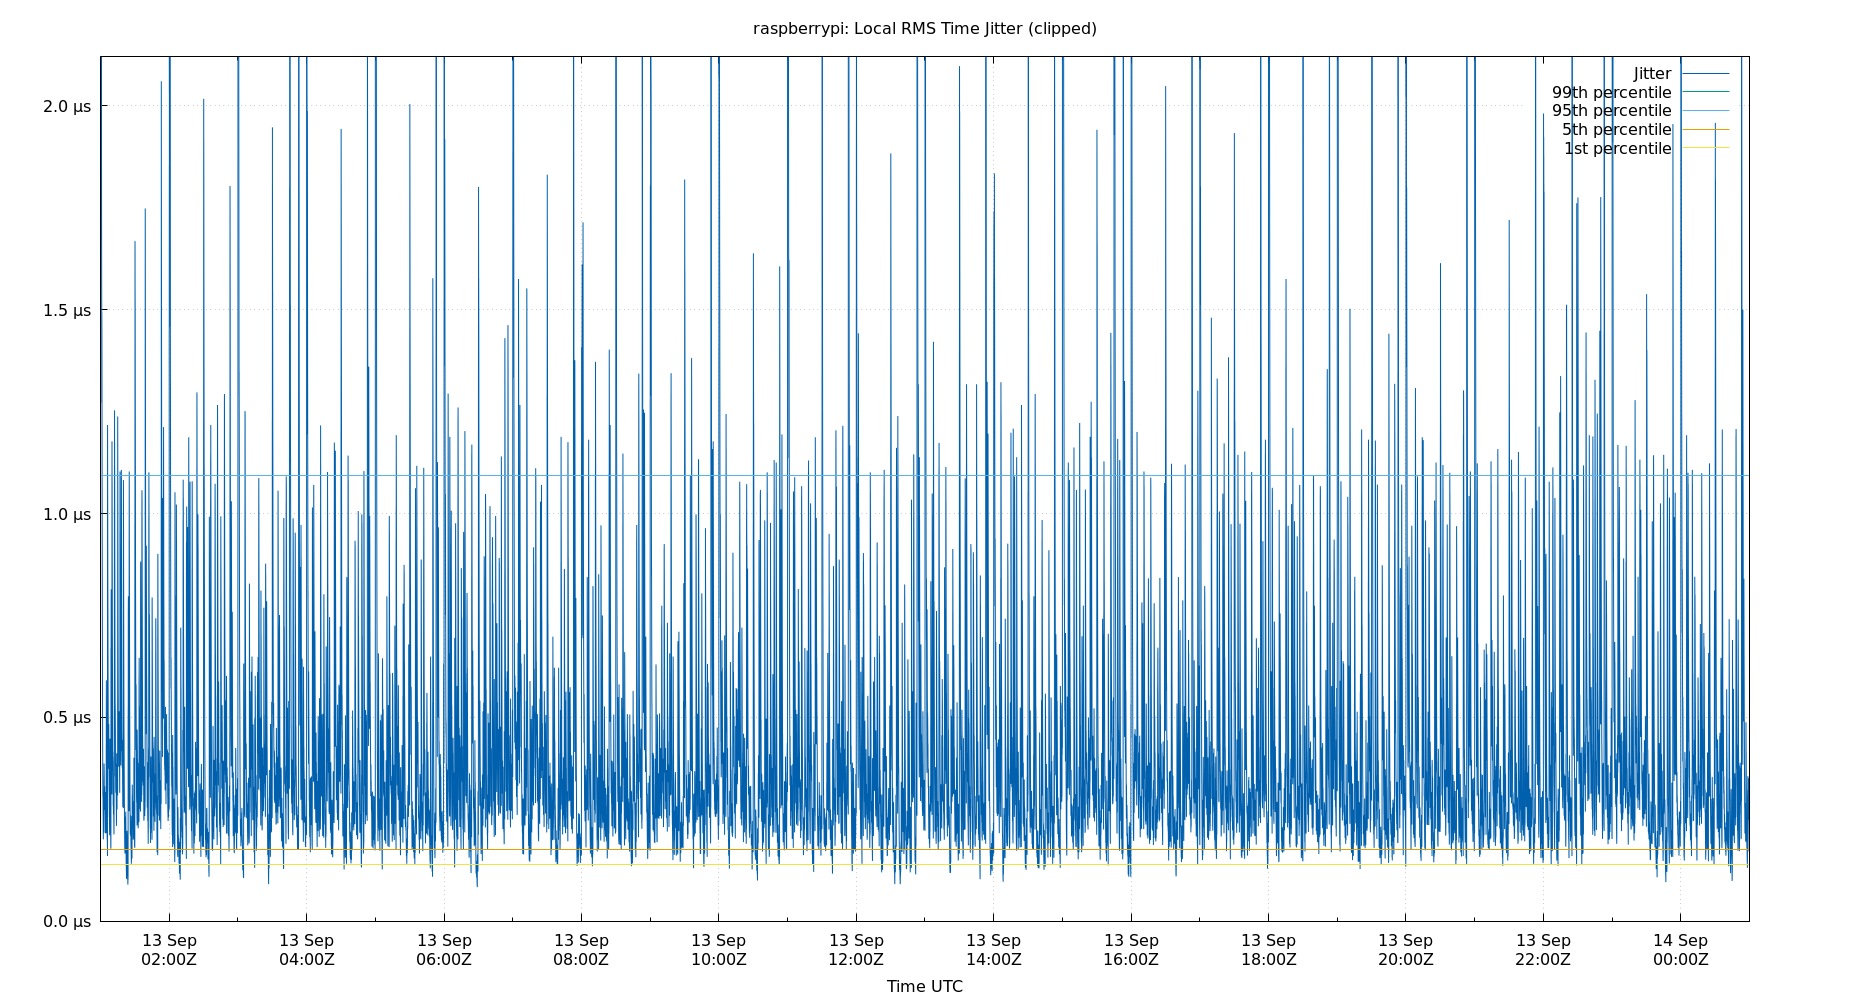 raspberrypi: Local RMS Time Jitter (clipped)
Jitter
99th percentile
95th percentile
5th percentile
1st percentile
2.0 µs
1.5 µs
1.0 µs
0.5 µs
0.0 µs
13 Sep 13 Sep 13 Sep 13 Sep 13 Sep 13 Sep 13 Sep 13 Sep 13 Sep 13 Sep 13 Sep 14 Sep
02:00Z 04:00Z 06:00Z 08:00Z 10:00Z 12:00Z 14:00Z 16:00Z 18:00Z 20:00Z 22:00Z 00:00Z
Time UTC